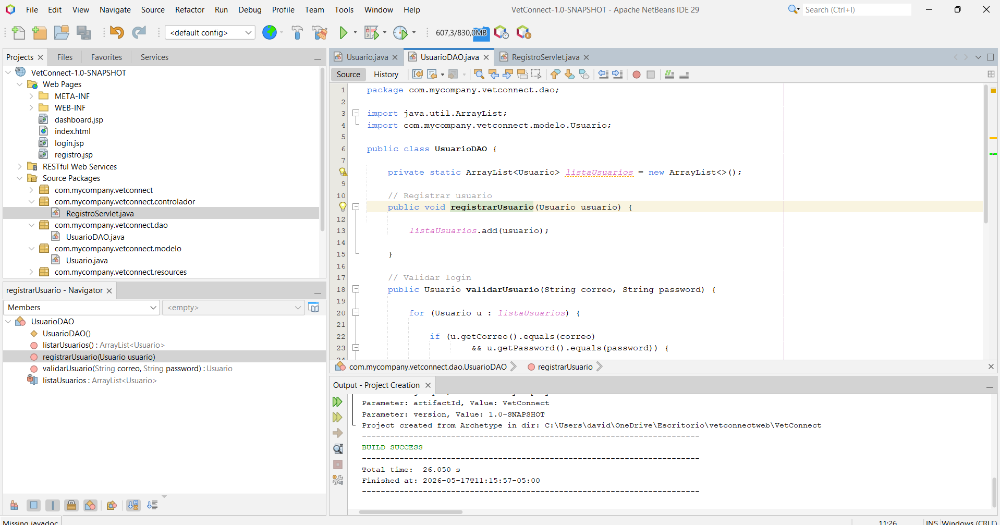 File Edit View Navigate Source Refactor Run Debug Profile Team Tools Window Help
VetConnect-1.0-SNAPSHOT - Apache NetBeans IDE 29
Search (Ctrl+I)
<default config>
607,3/830,0MB
Projects
Files
Favorites
Services
VetConnect-1.0-SNAPSHOT
Web Pages
META-INF
WEB-INF
dashboard.jsp
index.html
login.jsp
registro.jsp
RESTful Web Services
Source Packages
com.mycompany.vetconnect
com.mycompany.vetconnect.controlador
RegistroServlet.java
com.mycompany.vetconnect.dao
UsuarioDAO.java
com.mycompany.vetconnect.modelo
Usuario.java
com.mycompany.vetconnect.resources
registrarUsuario - Navigator
Members
<empty>
UsuarioDAO
UsuarioDAO()
listarUsuarios() : ArrayList<Usuario>
registrarUsuario(Usuario usuario)
validarUsuario(String correo, String password) : Usuario
listaUsuarios : ArrayList<Usuario>
Usuario.java
UsuarioDAO.java
RegistroServlet.java
Source History
1 package com.mycompany.vetconnect.dao;
2
3 import java.util.ArrayList;
4 import com.mycompany.vetconnect.modelo.Usuario;
5
6 public class UsuarioDAO {
7
private static ArrayList<Usuario> listaUsuarios = new ArrayList<>();
9
10 // Registrar usuario
public void registrarUsuario(Usuario usuario) {
12
13 listaUsuarios.add(usuario);
14
15 }
16
17 // Validar login
18 public Usuario validarUsuario(String correo, String password) {
19
20 for (Usuario u : listaUsuarios) {
21
22 if (u.getCorreo().equals(correo)
23 && u.getPassword().equals(password)) {
24
com.mycompany.vetconnect.dao.UsuarioDAO
registrarUsuario
Output - Project Creation
Parameter: artifactId, Value: VetConnect
Parameter: version, Value: 1.0-SNAPSHOT
Project created from Archetype in dir: C:\Users\david\OneDrive\Escritorio\vetconnectweb\VetConnect
------------------------------------------------------------------------
BUILD SUCCESS
------------------------------------------------------------------------
Total time: 26.050 s
Finished at: 2026-05-17T11:15:57-05:00
------------------------------------------------------------------------
Missing javadoc
11:26
INS
Windows (CRLF)